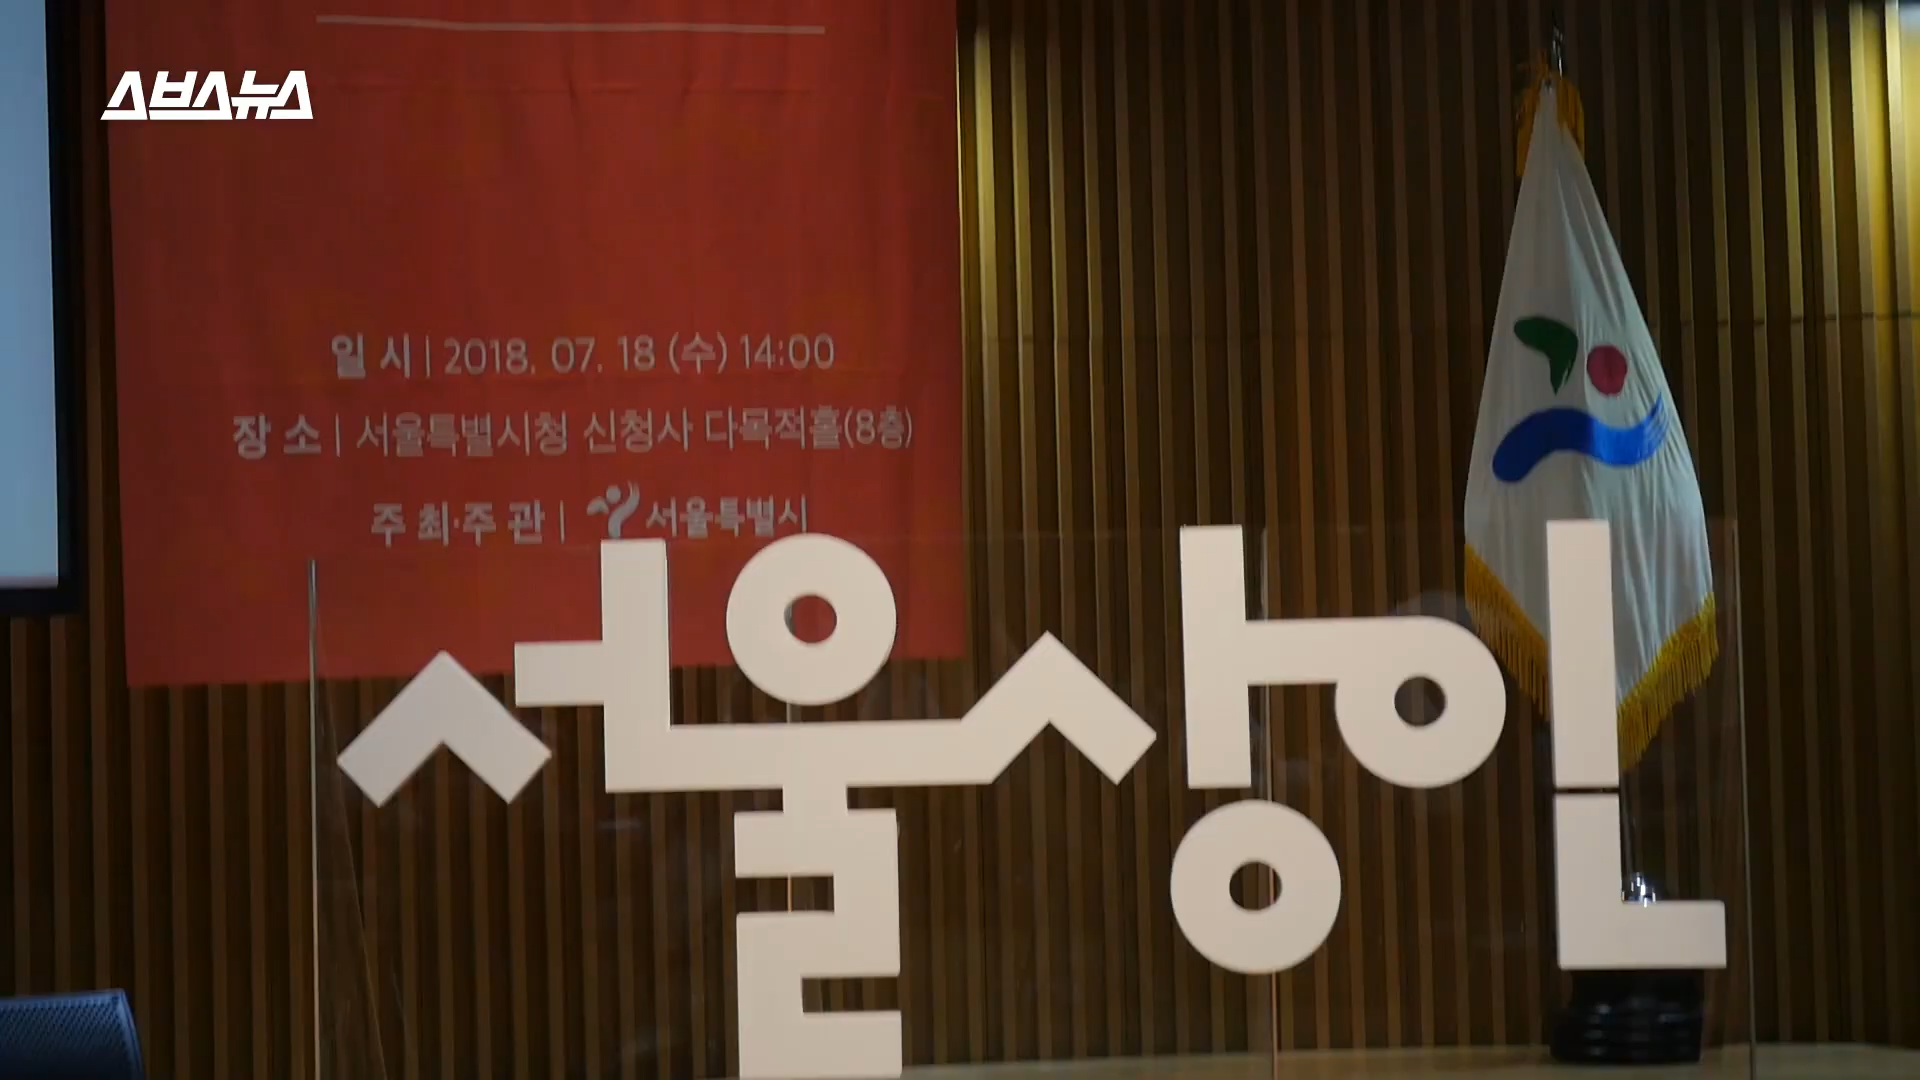 스브스뉴스
일 시 | 2018. 07. 18 (수) 14:00
장 소 | 서울특별시청 신청사 다목적홀(8층)
주 최·주 관 | 서울특별시
서울상인